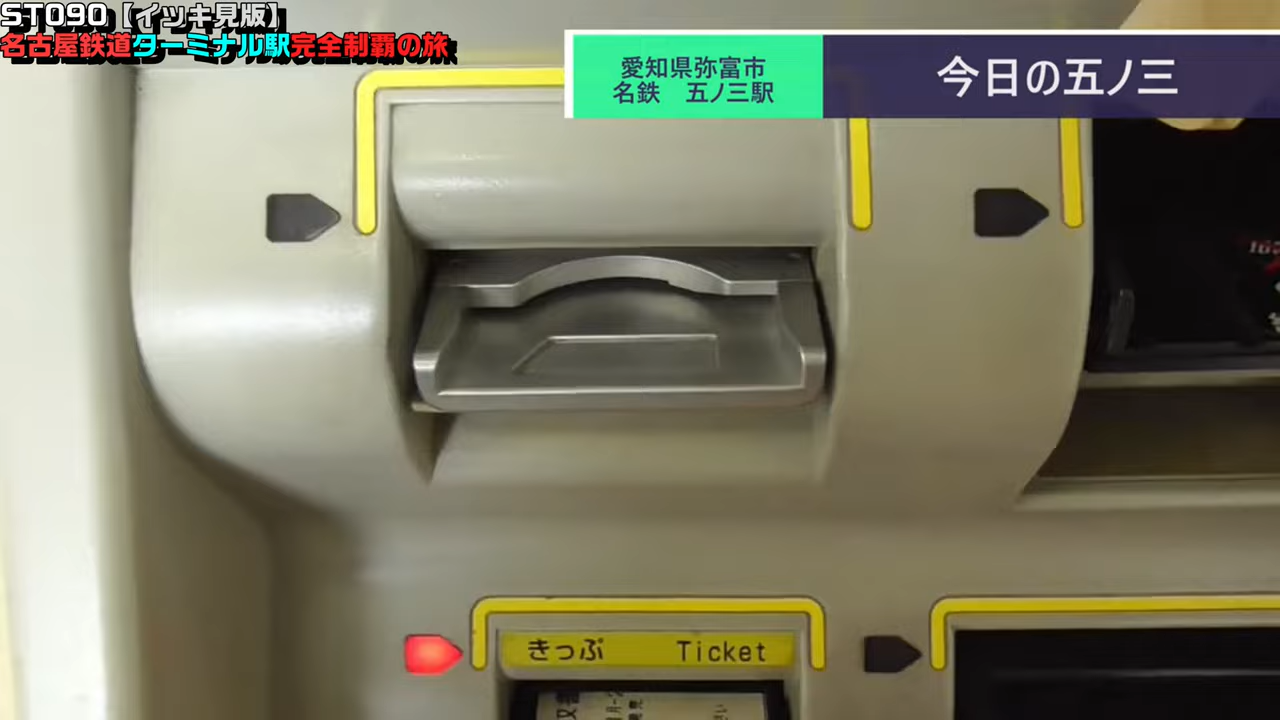 ST090【イツキ見版】
名古屋鉄道ターミナル駅完全制覇の旅
愛知県弥富市
名鉄 五ノ三駅
今日の五ノ三
きっぷ Ticket